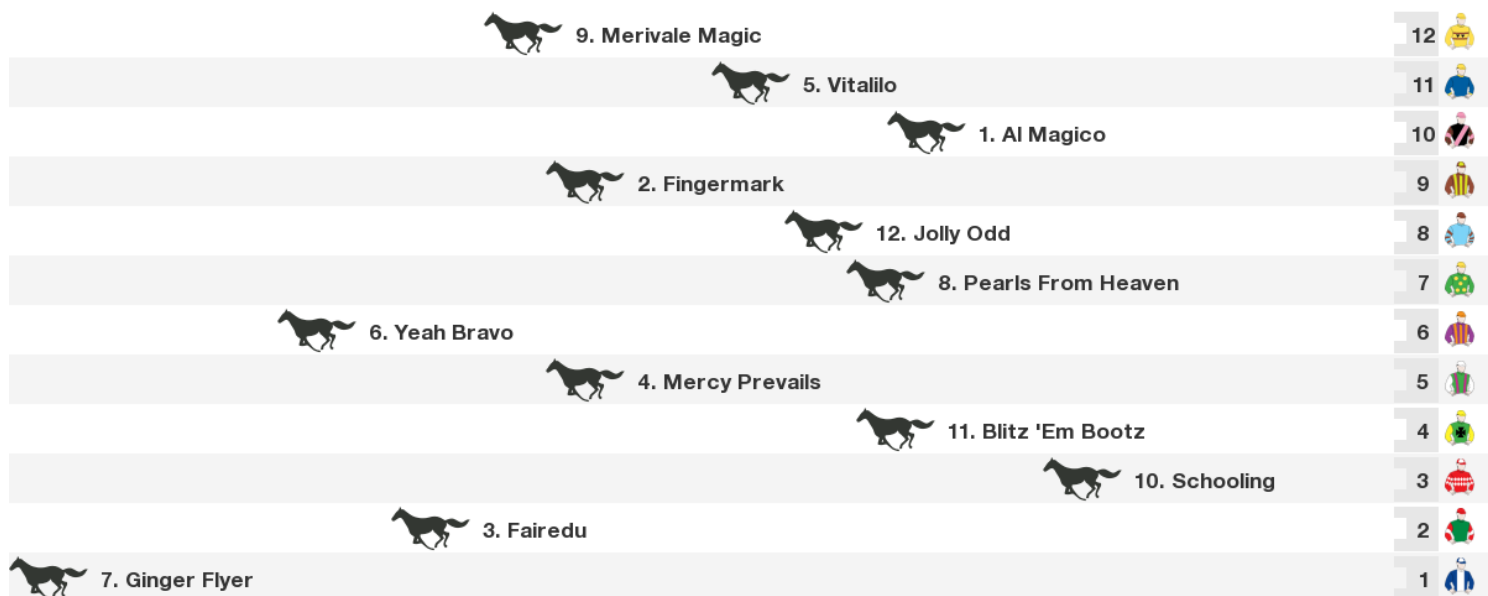 9. Merivale Magic 12
5. Vitalilo 11
1. Al Magico 10
2. Fingermark 9
12. Jolly Odd 8
8. Pearls From Heaven 7
6. Yeah Bravo 6
4. Mercy Prevails 5
11. Blitz 'Em Bootz 4
10. Schooling 3
3. Fairedu 2
7. Ginger Flyer 1